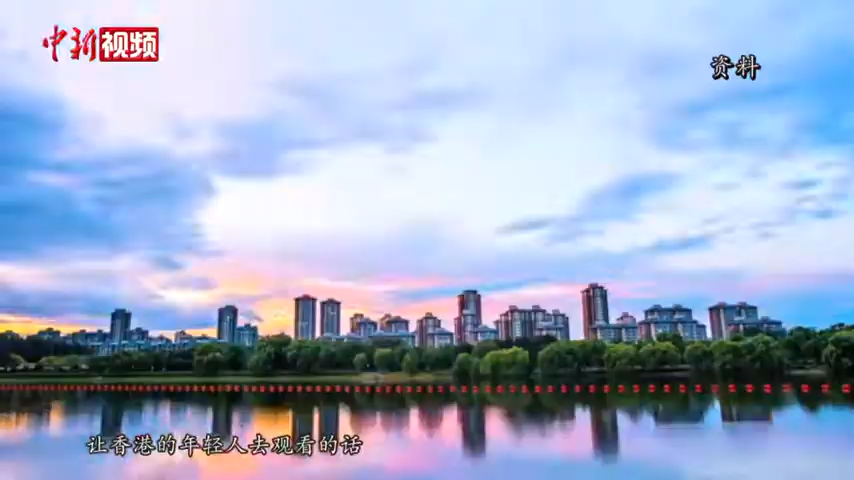 中新视频
资料
让香港的年轻人去观看的话